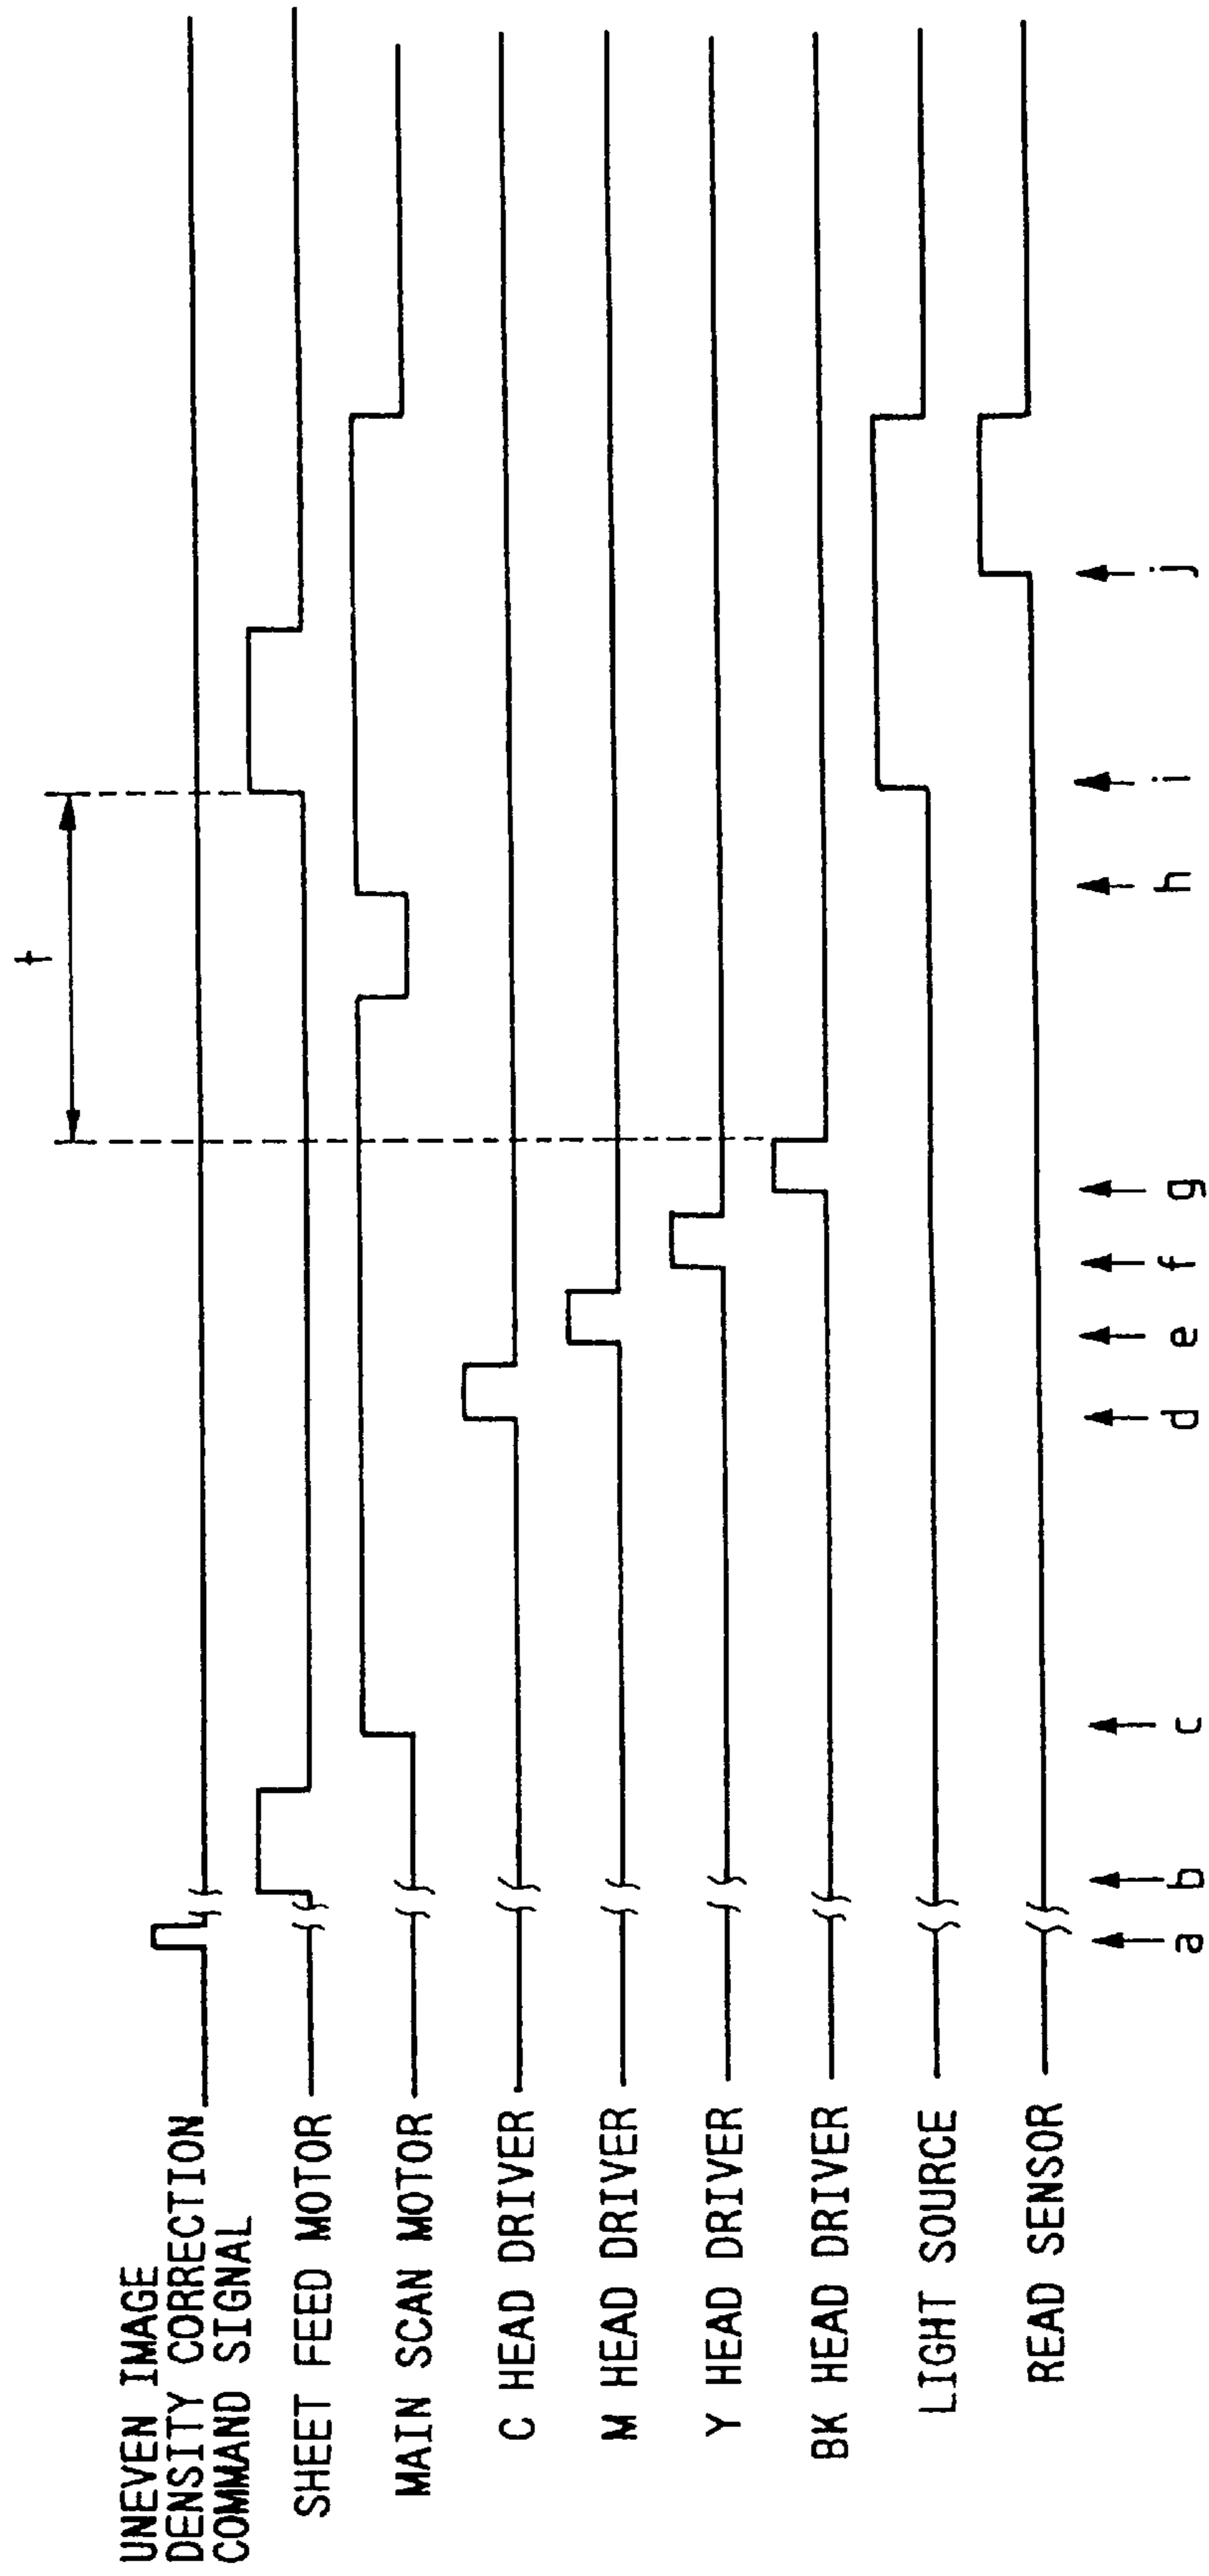 UNEVEN IMAGE
DENSITY CORRECTION
COMMAND SIGNAL
SHEET FEED MOTOR
MAIN SCAN MOTOR
C HEAD DRIVER
M HEAD DRIVER
Y HEAD DRIVER
BK HEAD DRIVER
LIGHT SOURCE
READ SENSOR
t
a b c d e f g h i j